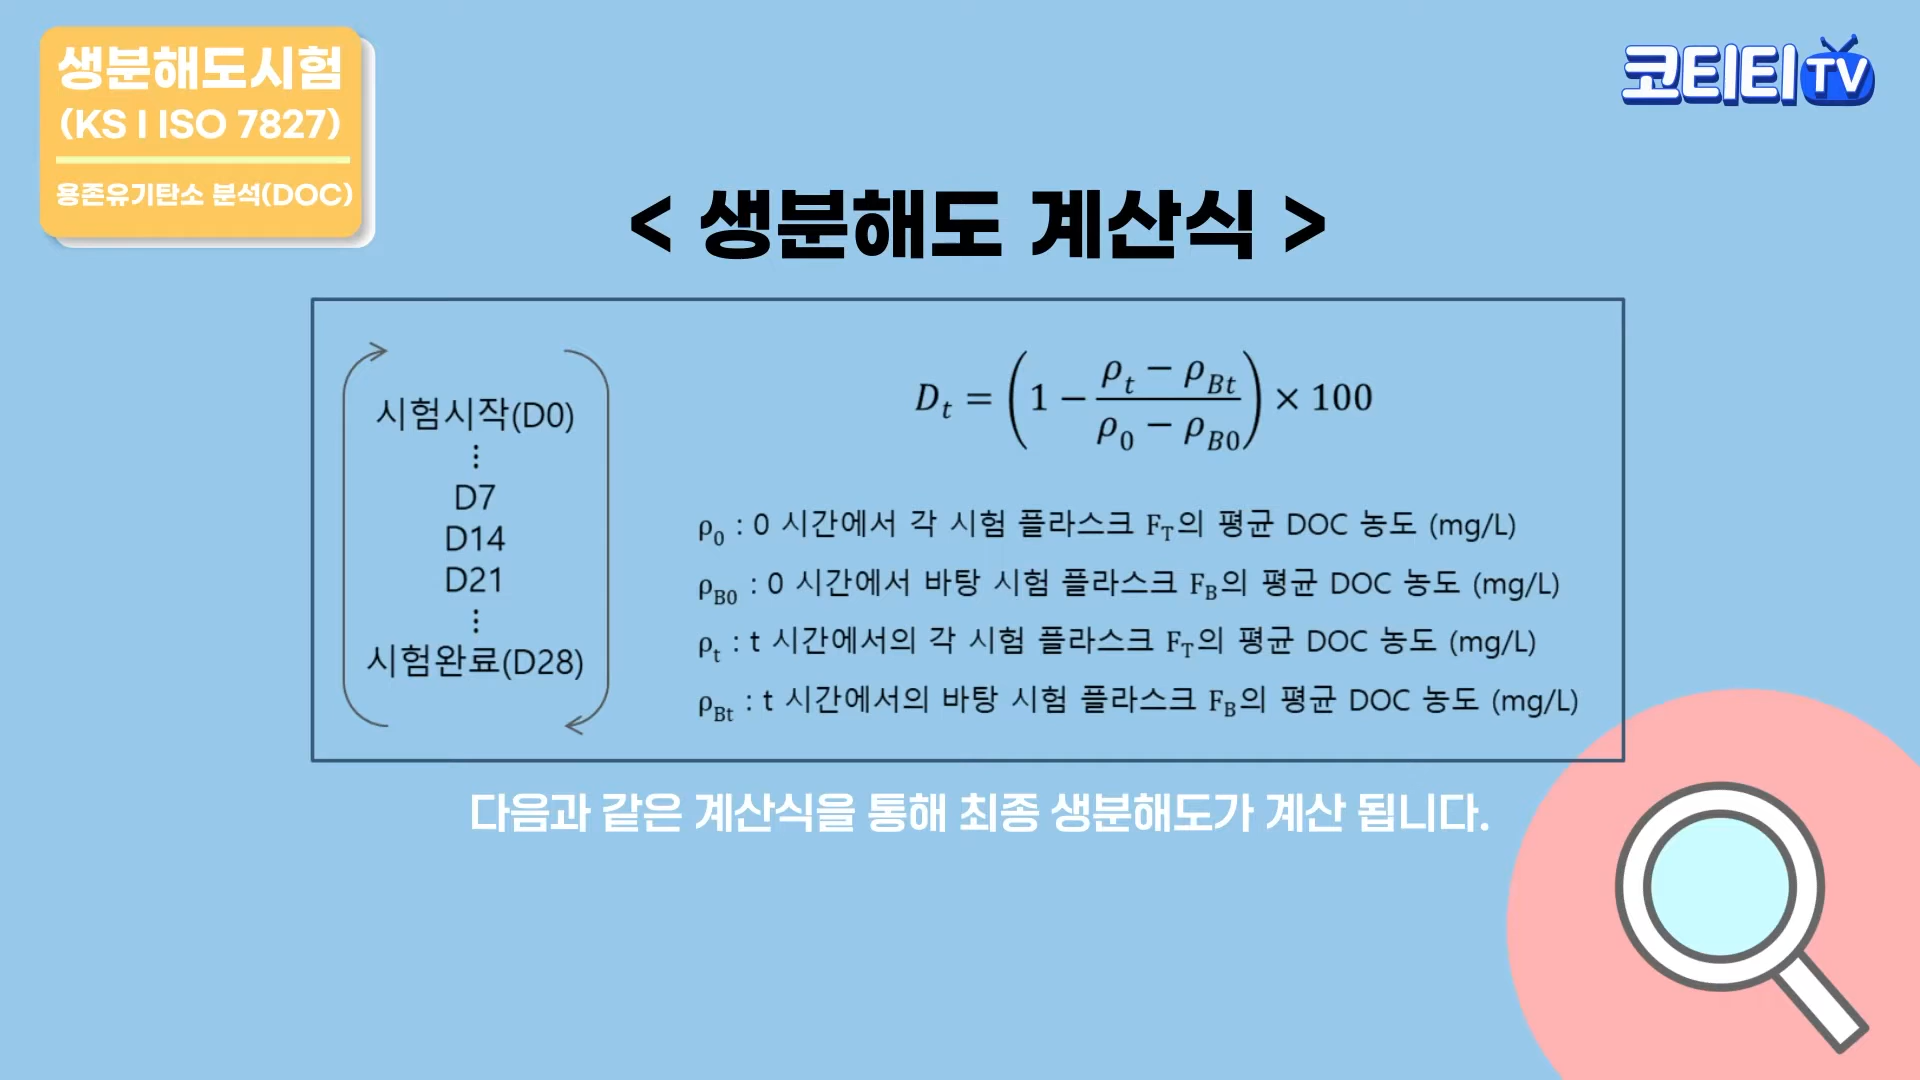 생분해도시험
(KS I ISO 7827)
용존유기탄소 분석(DOC)
코티티TV
< 생분해도 계산식 >
시험시작(D0)
⋮
D7
D14
D21
⋮
시험완료(D28)
D_t = (1 − (ρ_t − ρ_Bt)/(ρ_0 − ρ_B0)) × 100
ρ_0 : 0 시간에서 각 시험 플라스크 F_T의 평균 DOC 농도 (mg/L)
ρ_B0 : 0 시간에서 바탕 시험 플라스크 F_B의 평균 DOC 농도 (mg/L)
ρ_t : t 시간에서의 각 시험 플라스크 F_T의 평균 DOC 농도 (mg/L)
ρ_Bt : t 시간에서의 바탕 시험 플라스크 F_B의 평균 DOC 농도 (mg/L)
다음과 같은 계산식을 통해 최종 생분해도가 계산 됩니다.